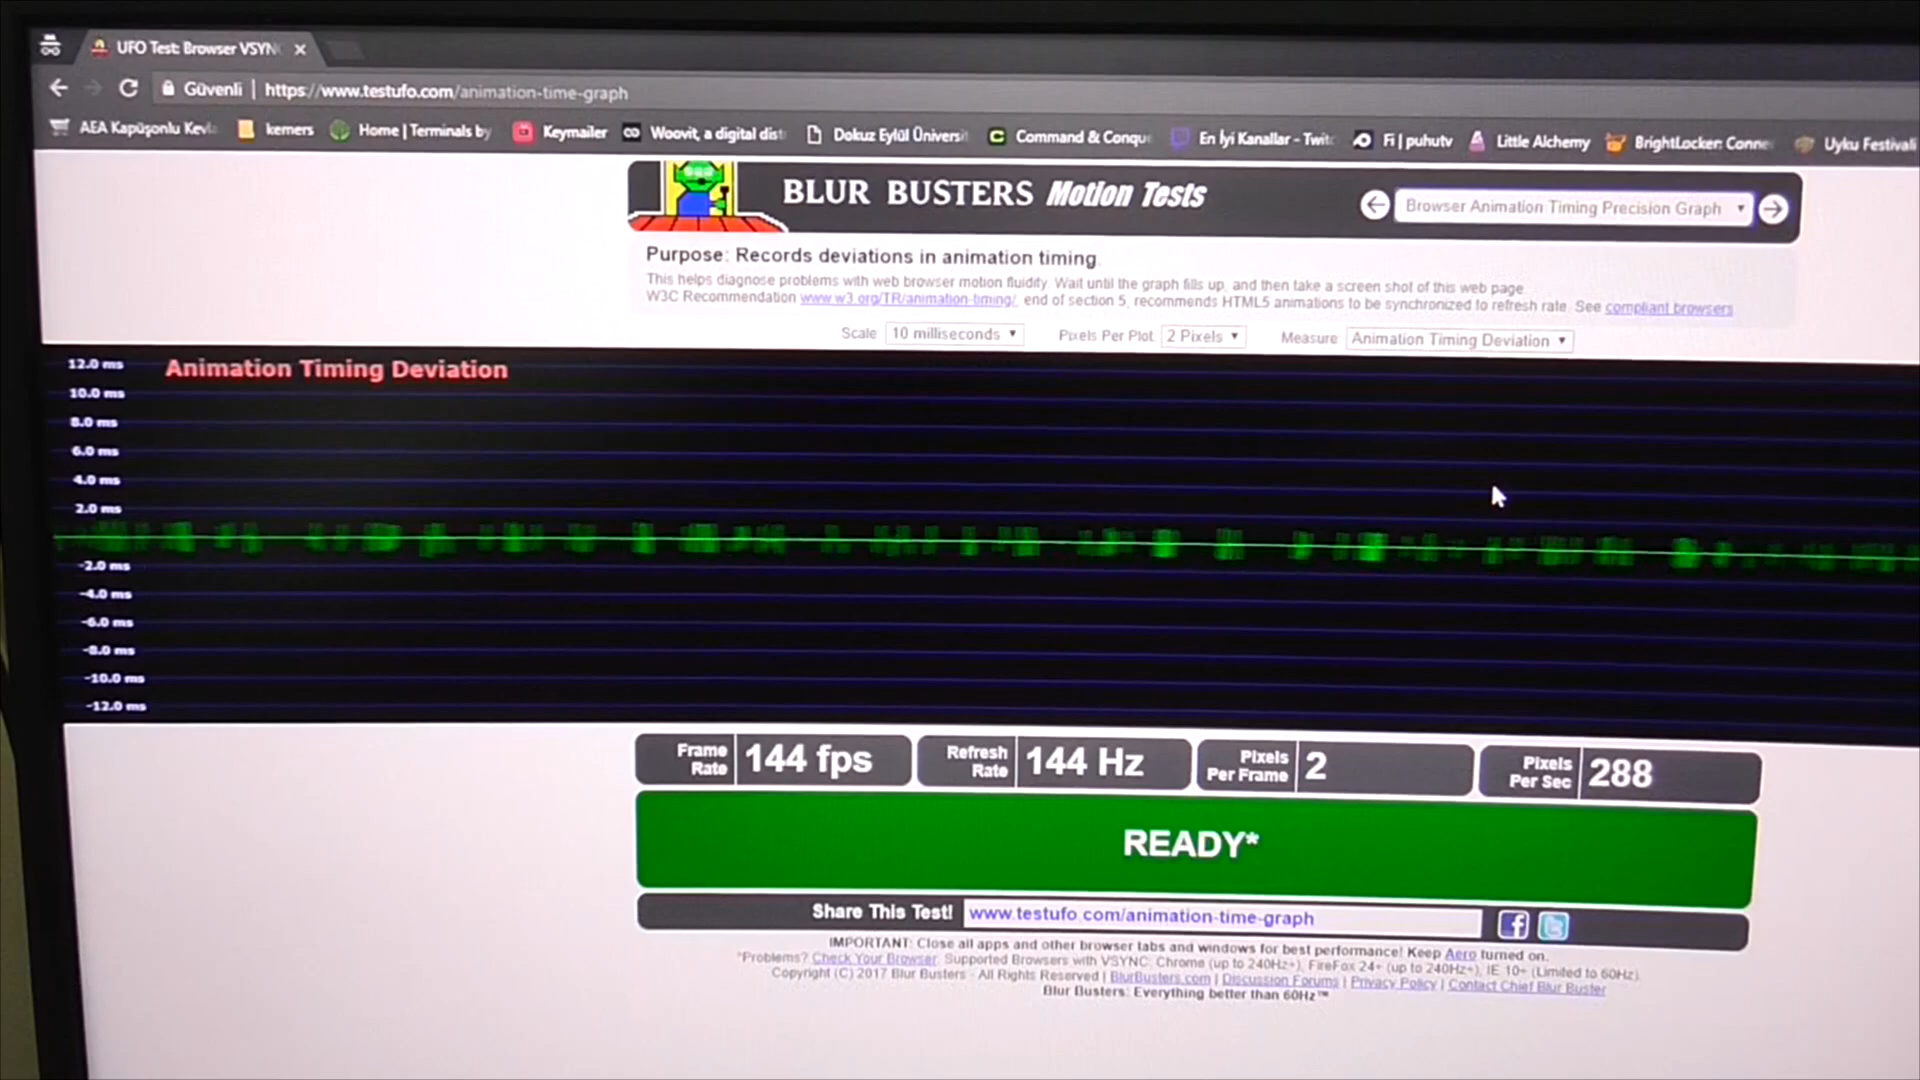 UFO Test: Browser VSYN
Güvenli | https://www.testufo.com/animation-time-graph
AEA Kapüşonlu Kevl
kemers
Home | Terminals by
Keymailer
Woovit, a digital dist
Dokuz Eylül Üniversit
Command & Conqu
En İyi Kanallar - Twitc
Fi | puhutv
Little Alchemy
BrightLocker: Conne
Uyku Festivali
BLUR BUSTERS Motion Tests
Browser Animation Timing Precision Graph
Purpose: Records deviations in animation timing.
This helps diagnose problems with web browser motion fluidity. Wait until the graph fills up, and then take a screen shot of this web page.
W3C Recommendation www.w3.org/TR/animation-timing/, end of section 5, recommends HTML5 animations to be synchronized to refresh rate. See compliant browsers
Scale 10 milliseconds Pixels Per Plot 2 Pixels Measure: Animation Timing Deviation
12.0 ms
Animation Timing Deviation
10.0 ms
8.0 ms
6.0 ms
4.0 ms
2.0 ms
-2.0 ms
-4.0 ms
-6.0 ms
-8.0 ms
-10.0 ms
-12.0 ms
Frame Rate 144 fps
Refresh Rate 144 Hz
Pixels Per Frame 2
Pixels Per Sec 288
READY*
Share This Test! www.testufo.com/animation-time-graph
IMPORTANT: Close all apps and other browser tabs and windows for best performance! Keep Aero turned on.
*Problems? Check Your Browser. Supported Browsers with VSYNC: Chrome (up to 240Hz+), FireFox 24+ (up to 240Hz+), IE 10+ (Limited to 60Hz).
Copyright (C) 2017 Blur Busters - All Rights Reserved | BlurBusters.com | Discussion Forums | Privacy Policy | Contact Chief Blur Buster
Blur Busters: Everything better than 60Hz™